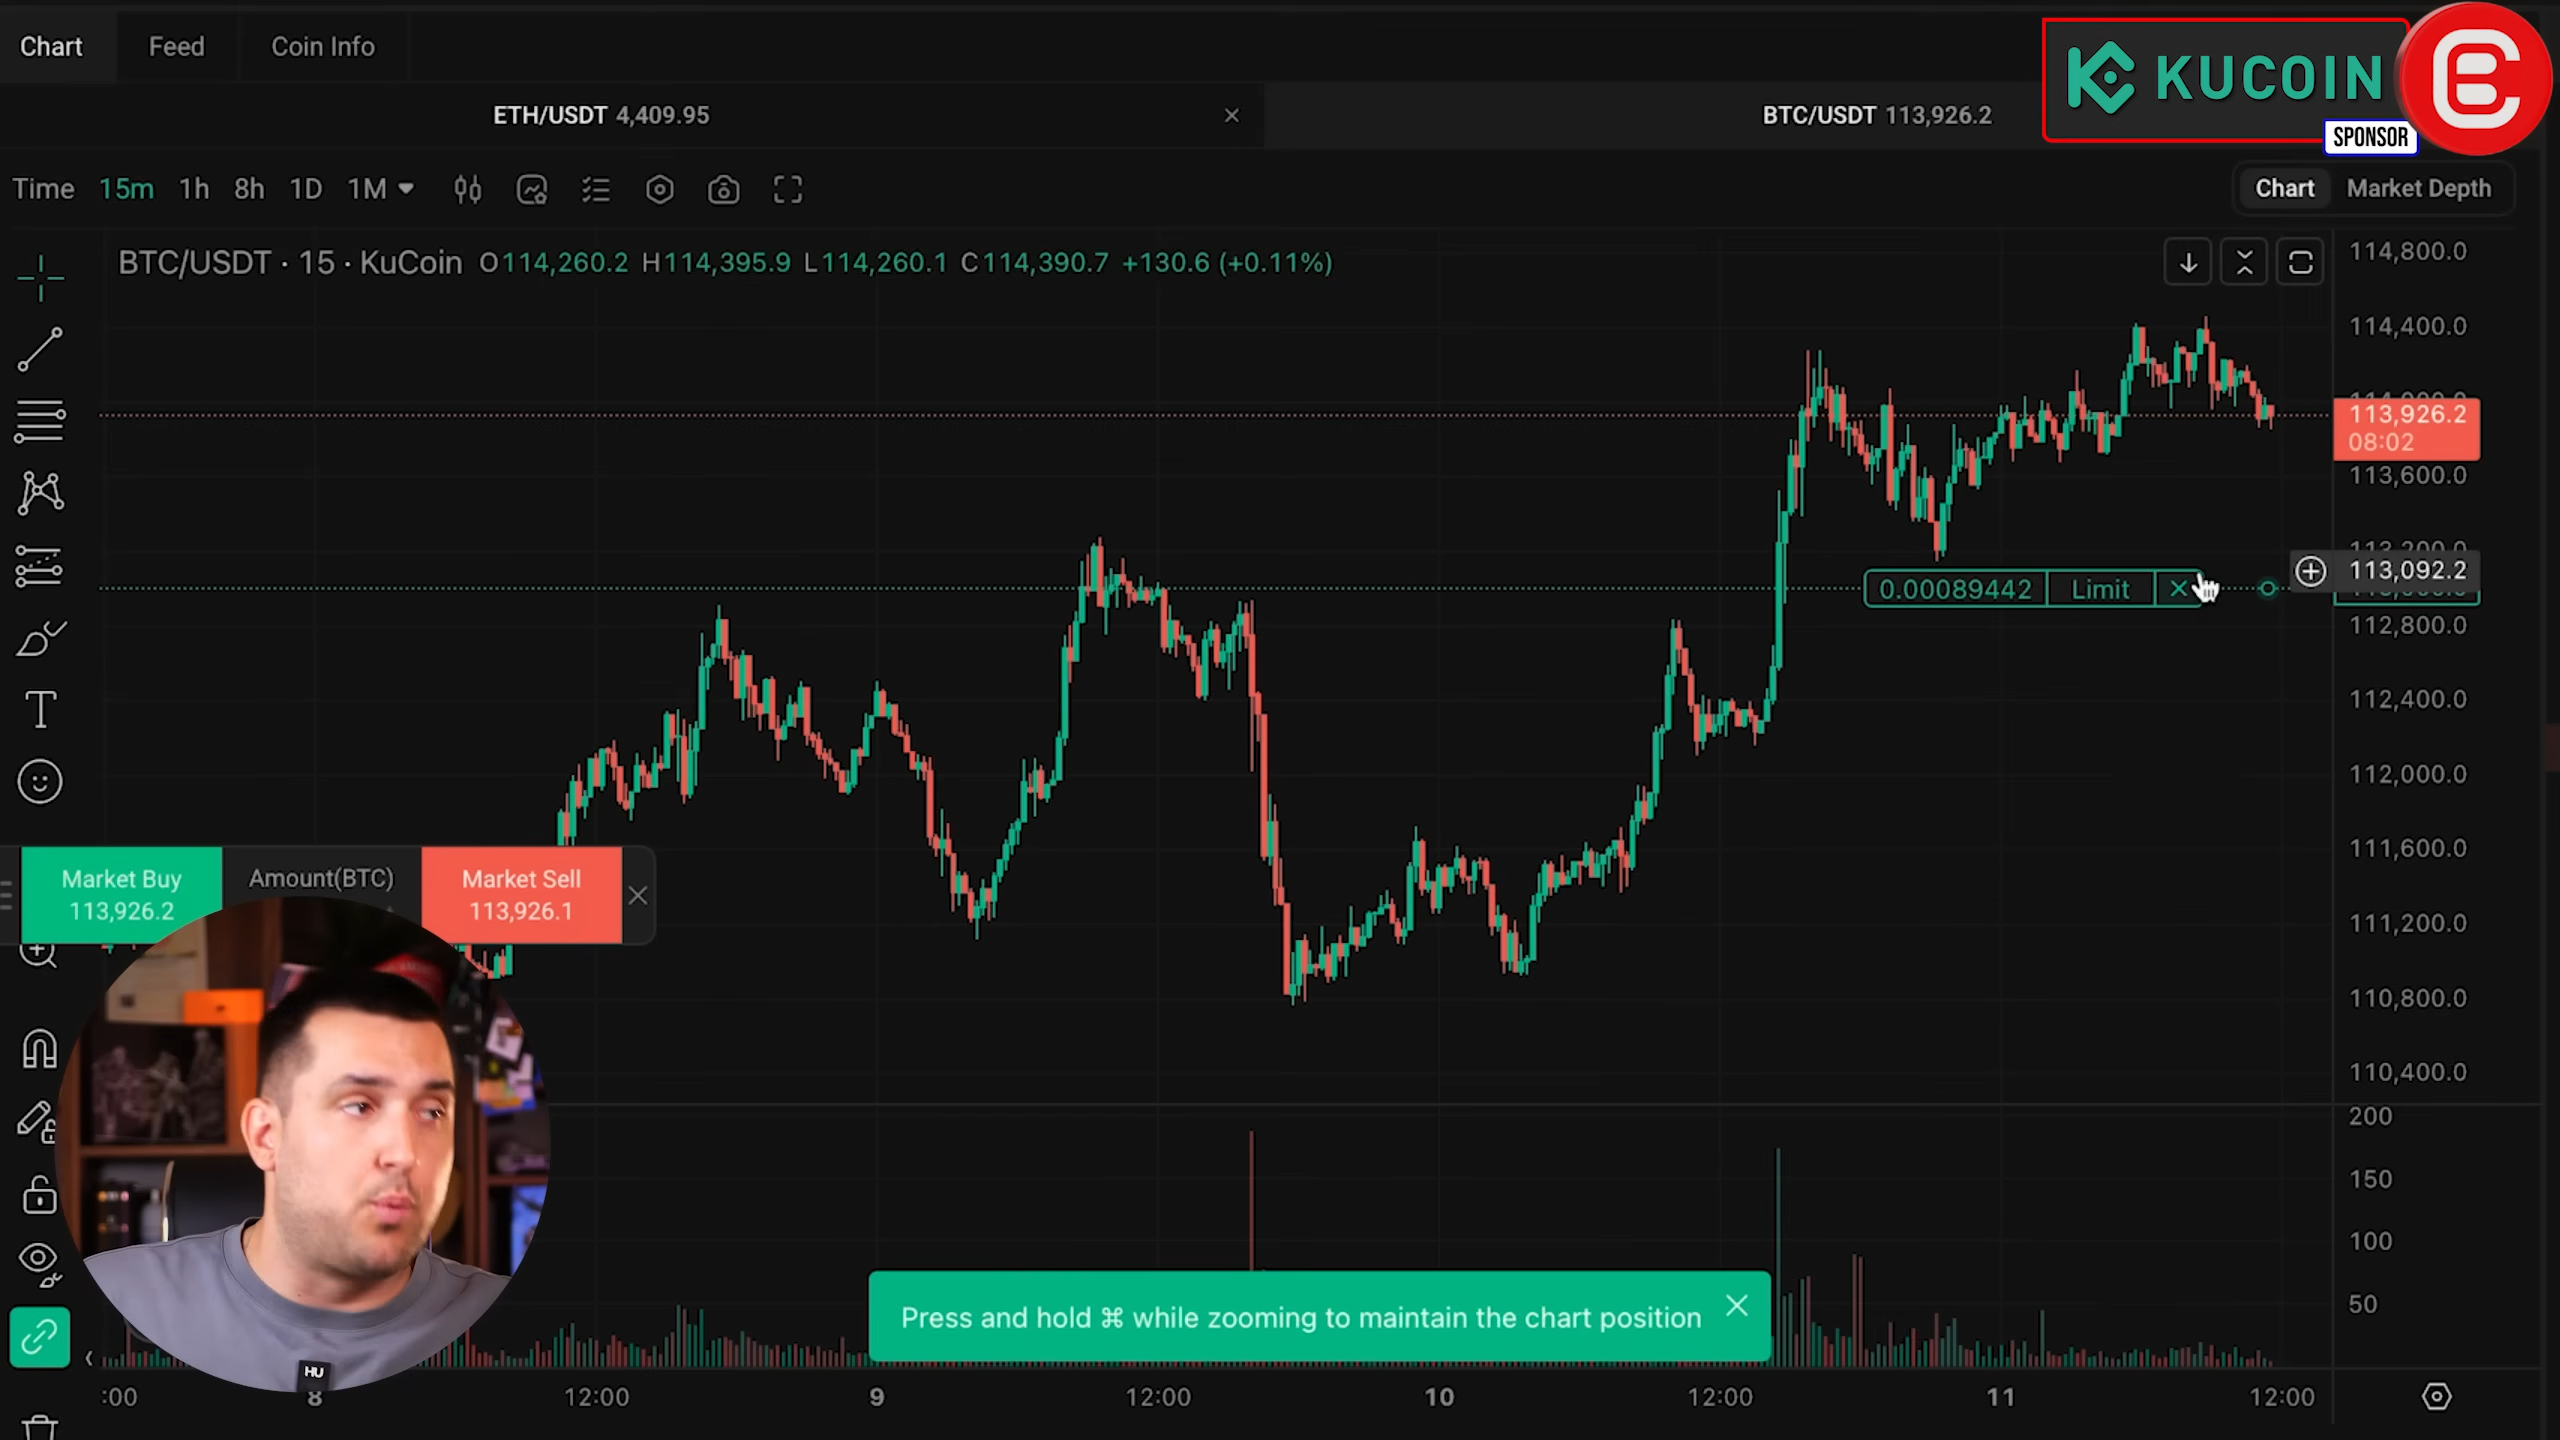 Chart Feed Coin Info
KUCOIN
SPONSOR
ETH/USDT 4,409.95
BTC/USDT 113,926.2
Time 15m 1h 8h 1D 1M
Chart Market Depth
BTC/USDT · 15 · KuCoin O114,260.2 H114,395.9 L114,260.1 C114,390.7 +130.6 (+0.11%)
114,800.0
114,400.0
113,926.2
08:02
113,600.0
113,092.2
0.00089442 Limit
112,800.0
112,400.0
112,000.0
111,600.0
Market Buy
113,926.2
Amount(BTC)
Market Sell
113,926.1
111,200.0
110,800.0
110,400.0
200
150
100
50
Press and hold ⌘ while zooming to maintain the chart position
HU
:00 8 12:00 9 12:00 10 12:00 11 12:00